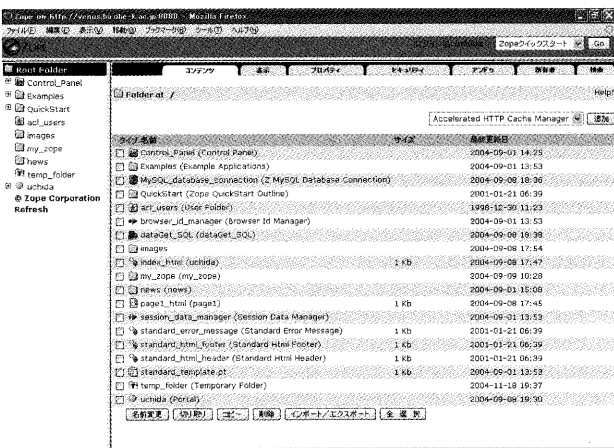 Zope on http://venus.ha.shc-k.ac.jp:8080 - Mozilla Firefox
ファイル(F) 編集(E) 表示(V) 移動(G) ブックマーク(B) ツール(T) ヘルプ(H)
Zopeクイックスタート Go
Root Folder
Control_Panel
Examples
QuickStart
acl_users
images
my_zope
news
temp_folder
uchida
© Zope Corporation
Refresh
コンテンツ 表示 プロパティ セキュリティ アンドゥ 所有者 検索
Folder at / Help!
Accelerated HTTP Cache Manager 追加
タイプ 名前 サイズ 最終更新日
Control_Panel (Control Panel) 2004-09-01 14:25
Examples (Example Applications) 2004-09-01 13:53
MySQL_database_connection (Z MySQL Database Connection) 2004-09-08 18:36
QuickStart (Zope QuickStart Outline) 2001-01-21 06:39
acl_users (User Folder) 1998-12-30 11:23
browser_id_manager (Browser Id Manager) 2004-09-01 13:53
dataGet_SQL (dataGet_SQL) 2004-09-08 18:38
images 2004-09-08 17:54
index_html (uchida) 1 Kb 2004-09-08 17:47
my_zope (my_zope) 2004-09-09 10:28
news (news) 2004-09-01 15:08
page1_html (page1) 1 Kb 2004-09-08 17:45
session_data_manager (Session Data Manager) 2004-09-01 13:53
standard_error_message (Standard Error Message) 1 Kb 2001-01-21 06:39
standard_html_footer (Standard Html Footer) 1 Kb 2001-01-21 06:39
standard_html_header (Standard Html Header) 1 Kb 2001-01-21 06:39
standard_template.pt 1 Kb 2004-09-01 13:53
temp_folder (Temporary Folder) 2004-11-18 19:37
uchida (Portal) 2004-09-08 19:30
名前変更 切り取り コピー 削除 インポート/エクスポート 全選択